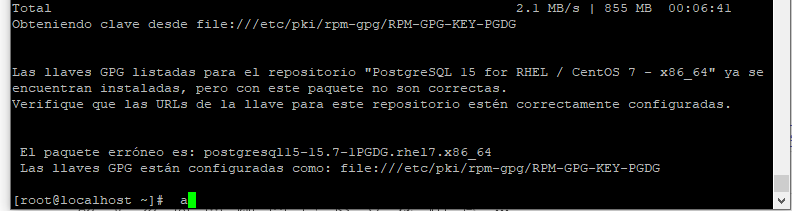 Total 2.1 MB/s | 855 MB 00:06:41
Obteniendo clave desde file:///etc/pki/rpm-gpg/RPM-GPG-KEY-PGDG
Las llaves GPG listadas para el repositorio "PostgreSQL 15 for RHEL / CentOS 7 - x86_64" ya se
encuentran instaladas, pero con este paquete no son correctas.
Verifique que las URLs de la llave para este repositorio estén correctamente configuradas.
El paquete erróneo es: postgresql15-15.7-1PGDG.rhel7.x86_64
Las llaves GPG están configuradas como: file:///etc/pki/rpm-gpg/RPM-GPG-KEY-PGDG
[root@localhost ~]# a